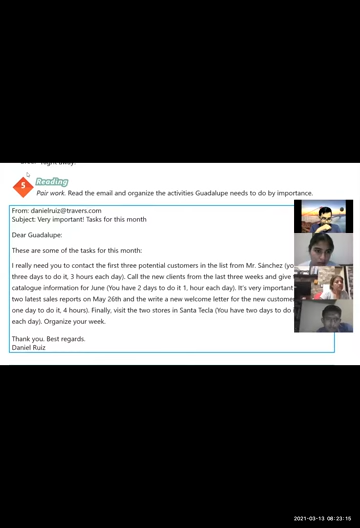 5
Reading
Pair work. Read the email and organize the activities Guadalupe needs to do by importance.
From: danielruiz@travers.com
Subject: Very important! Tasks for this month
Dear Guadalupe:
These are some of the tasks for this month:
I really need you to contact the first three potential customers in the list from Mr. Sánchez
three days to do it, 3 hours each day). Call the new clients from the last three weeks and give
catalogue information for June (You have 2 days to do it 1, hour each day). It's very important
two latest sales reports on May 26th and the write a new welcome letter for the new
one day to do it, 4 hours). Finally, visit the two stores in Santa Tecla (You have two days to do
each day). Organize your week.
Thank you. Best regards.
Daniel Ruiz
2021-03-13 08:23:15